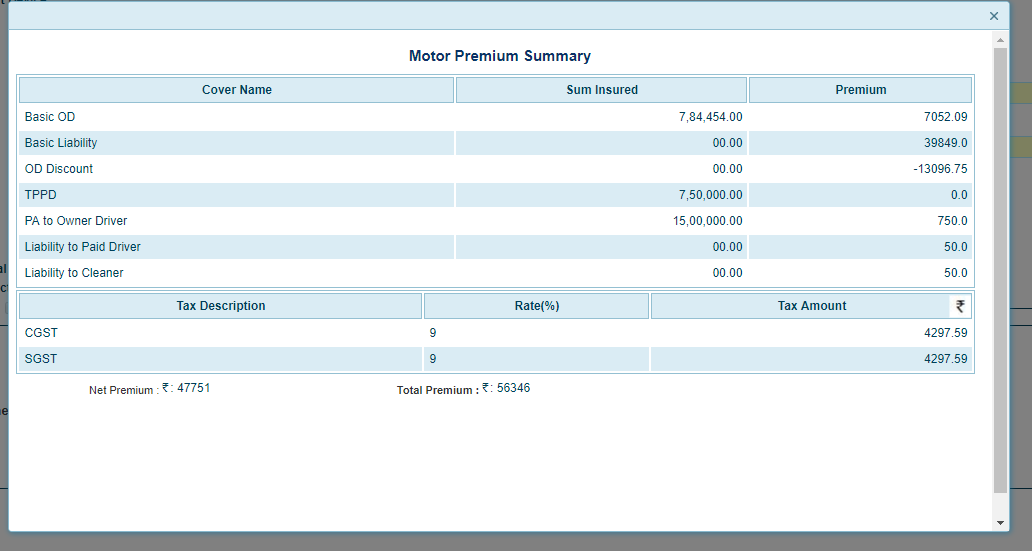 ×
Motor Premium Summary
Cover Name Sum Insured Premium
Basic OD 7,84,454.00 7052.09
Basic Liability 00.00 39849.0
OD Discount 00.00 -13096.75
TPPD 7,50,000.00 0.0
PA to Owner Driver 15,00,000.00 750.0
Liability to Paid Driver 00.00 50.0
Liability to Cleaner 00.00 50.0
Tax Description Rate(%) Tax Amount ₹
CGST 9 4297.59
SGST 9 4297.59
Net Premium : ₹: 47751 Total Premium : ₹: 56346